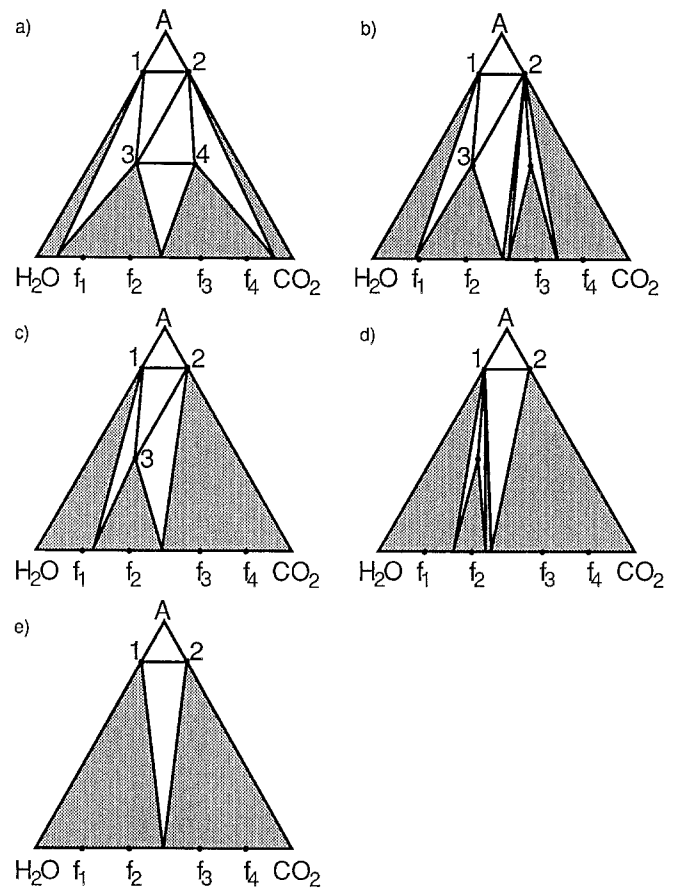 a)
A
1 2
3 4
H₂O f₁ f₂ f₃ f₄ CO₂
b)
A
1 2
3
H₂O f₁ f₂ f₃ f₄ CO₂
c)
A
1 2
3
H₂O f₁ f₂ f₃ f₄ CO₂
d)
A
1 2
H₂O f₁ f₂ f₃ f₄ CO₂
e)
A
1 2
H₂O f₁ f₂ f₃ f₄ CO₂